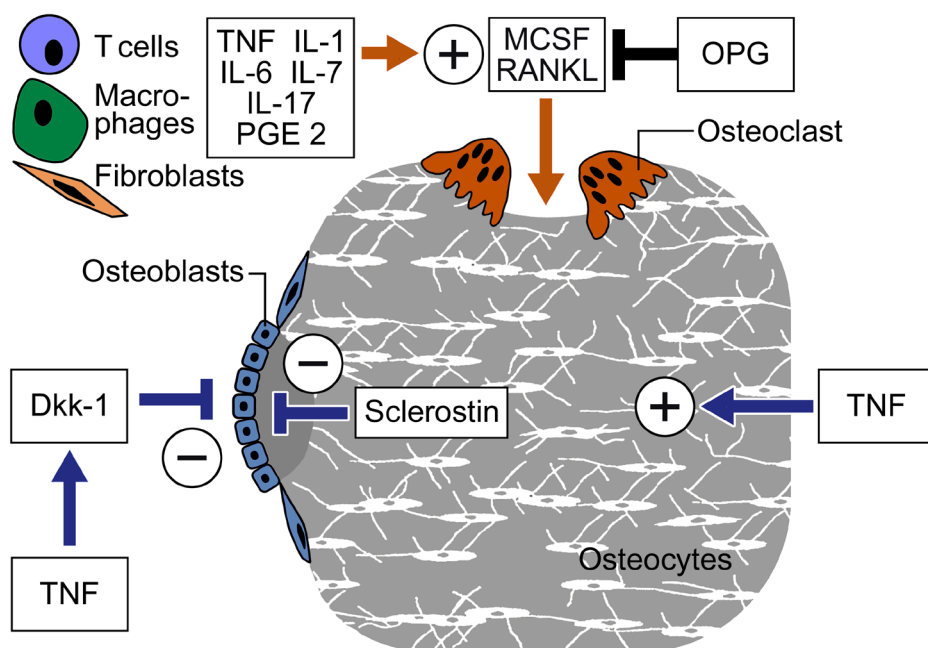 T cells
Macro-
phages
Fibroblasts
TNF IL-1
IL-6 IL-7
IL-17
PGE 2
+
MCSF
RANKL
OPG
Osteoclast
Osteoblasts
−
Dkk-1
−
Sclerostin
+
TNF
TNF
Osteocytes